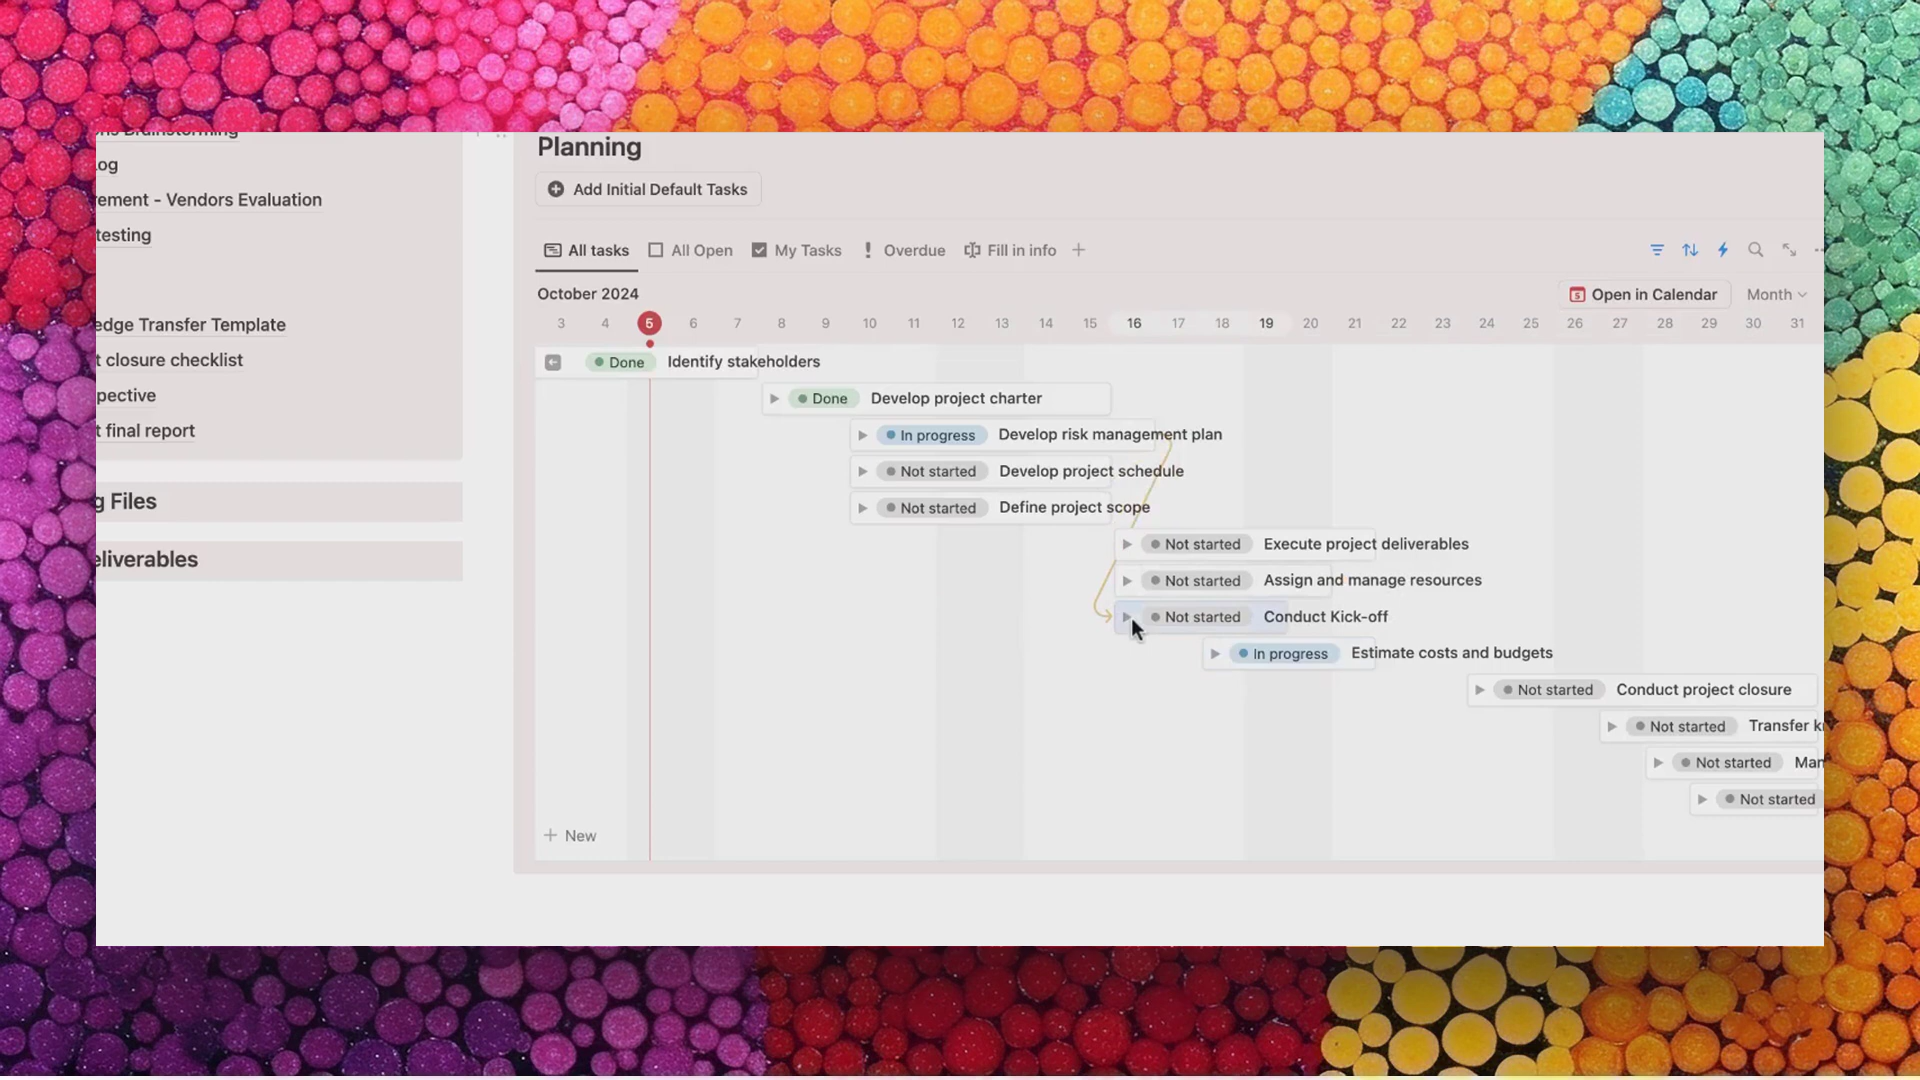 Brainstorming
og
ement - Vendors Evaluation
testing
edge Transfer Template
t closure checklist
pective
t final report
g Files
eliverables
Planning
Add Initial Default Tasks
All tasks All Open My Tasks Overdue Fill in info
October 2024 Open in Calendar Month
3 4 5 6 7 8 9 10 11 12 13 14 15 16 17 18 19 20 21 22 23 24 25 26 27 28 29 30 31
Done Identify stakeholders
Done Develop project charter
In progress Develop risk management plan
Not started Develop project schedule
Not started Define project scope
Not started Execute project deliverables
Not started Assign and manage resources
Not started Conduct Kick-off
In progress Estimate costs and budgets
Not started Conduct project closure
Not started Transfer k
Not started Man
Not started
New